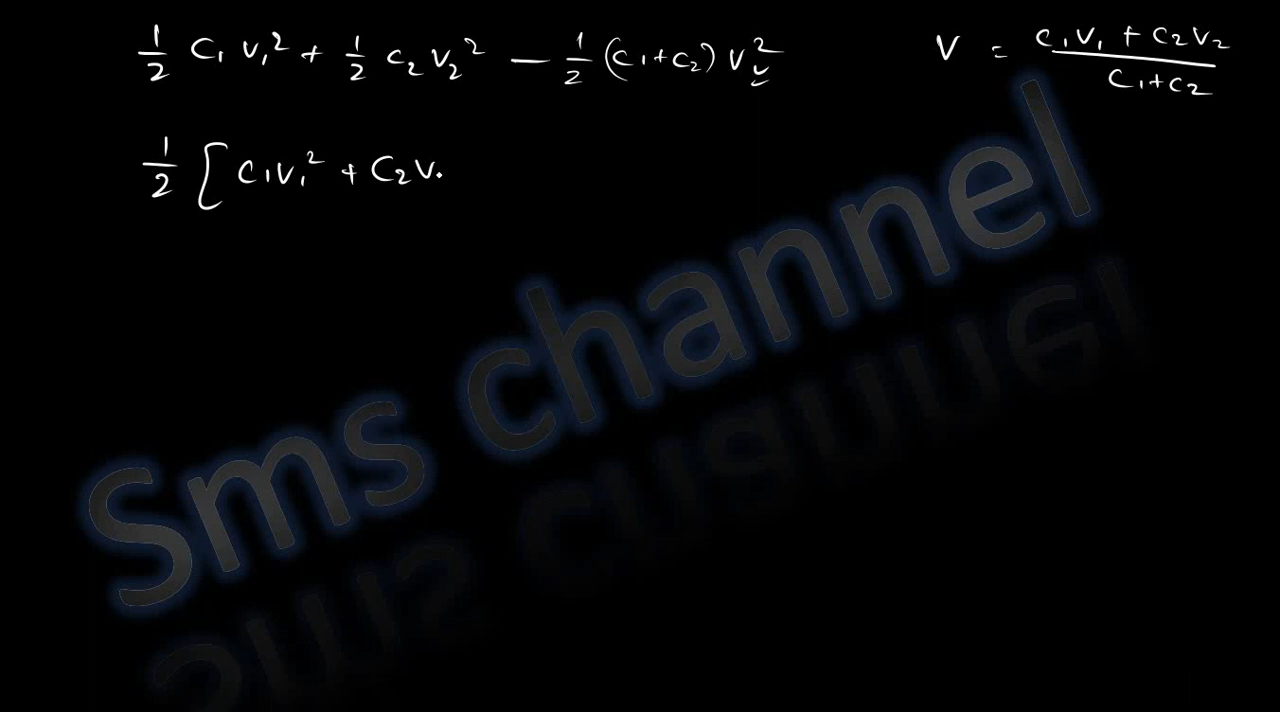 ½ C₁ V₁² + ½ C₂ V₂² — ½ (C₁+C₂) V² V = (C₁V₁ + C₂V₂) / (C₁+C₂)
½ [ C₁V₁² + C₂V
Sms channel